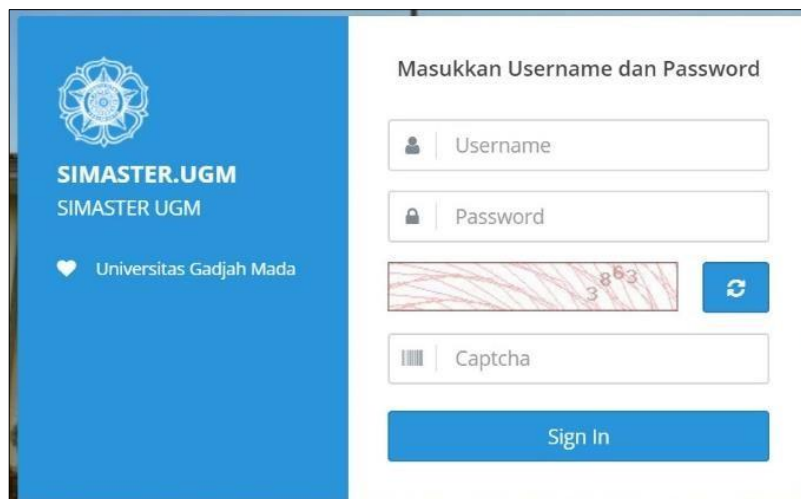 SIMASTER.UGM
SIMASTER UGM
Universitas Gadjah Mada
Masukkan Username dan Password
Username
Password
3863
Captcha
Sign In